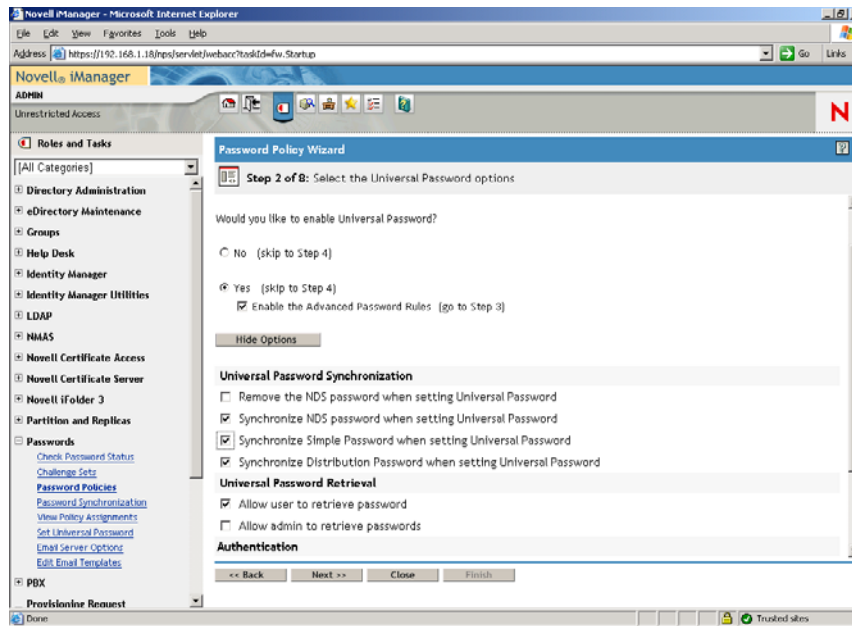 Novell iManager - Microsoft Internet Explorer
File Edit View Favorites Tools Help
Address https://192.168.1.18/nps/servlet/webacc?taskId=fw.Startup Go Links
Novell® iManager
ADMIN
Unrestricted Access
N
Roles and Tasks
[All Categories]
Directory Administration
eDirectory Maintenance
Groups
Help Desk
Identity Manager
Identity Manager Utilities
LDAP
NMAS
Novell Certificate Access
Novell Certificate Server
Novell iFolder 3
Partition and Replicas
Passwords
Check Password Status
Challenge Sets
Password Policies
Password Synchronization
View Policy Assignments
Set Universal Password
Email Server Options
Edit Email Templates
PBX
Provisioning Request
Password Policy Wizard ?
Step 2 of 8: Select the Universal Password options
Would you like to enable Universal Password?
No (skip to Step 4)
Yes (skip to Step 4)
Enable the Advanced Password Rules (go to Step 3)
Hide Options
Universal Password Synchronization
Remove the NDS password when setting Universal Password
Synchronize NDS password when setting Universal Password
Synchronize Simple Password when setting Universal Password
Synchronize Distribution Password when setting Universal Password
Universal Password Retrieval
Allow user to retrieve password
Allow admin to retrieve passwords
Authentication
<< Back Next >> Close Finish
Done Trusted sites